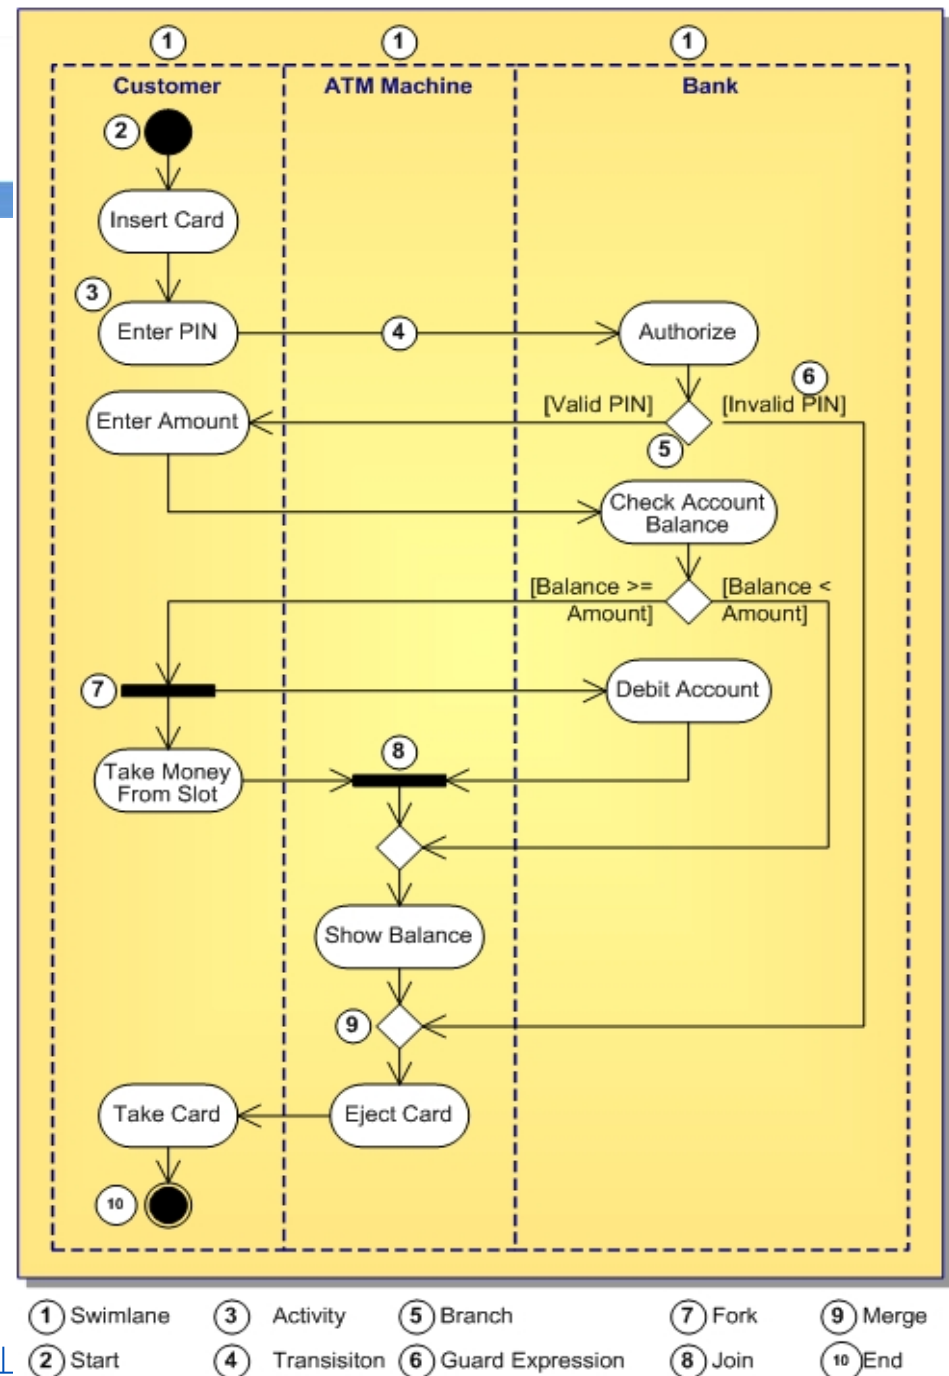 1 1 1
Customer ATM Machine Bank
2
Insert Card
3
Enter PIN 4 Authorize
6
[Valid PIN] [Invalid PIN]
Enter Amount
5
Check Account
Balance
[Balance >= [Balance <
Amount] Amount]
7 Debit Account
8
Take Money
From Slot
Show Balance
9
Take Card Eject Card
10
1 Swimlane 3 Activity 5 Branch 7 Fork 9 Merge
2 Start 4 Transisiton 6 Guard Expression 8 Join 10 End